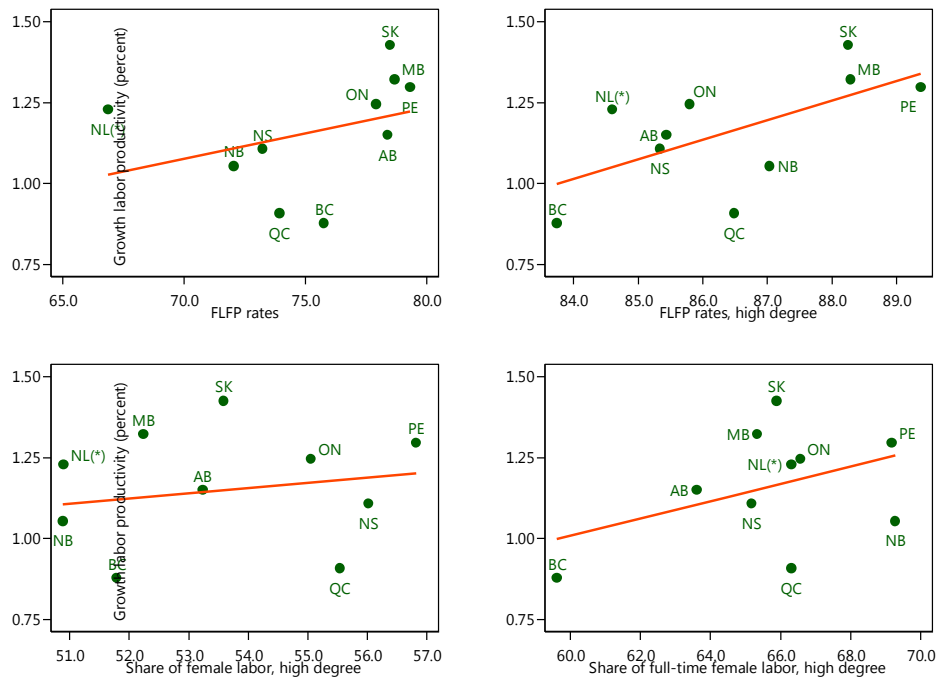 1.50
1.25
1.00
0.75
Growth labor productivity (percent)
SK
MB
ON
PE
NL(*)
NS
NB
AB
BC
QC
65.0 70.0 75.0 80.0
FLFP rates
1.50
1.25
1.00
0.75
SK
MB
NL(*)
ON
PE
AB
NS
NB
BC
QC
84.0 85.0 86.0 87.0 88.0 89.0
FLFP rates, high degree
1.50
1.25
1.00
0.75
Growth labor productivity (percent)
SK
MB
NL(*)
ON
PE
AB
NS
NB
BC
QC
51.0 52.0 53.0 54.0 55.0 56.0 57.0
Share of female labor, high degree
1.50
1.25
1.00
0.75
SK
MB
PE
ON
NL(*)
AB
NS
NB
BC
QC
60.0 62.0 64.0 66.0 68.0 70.0
Share of full-time female labor, high degree